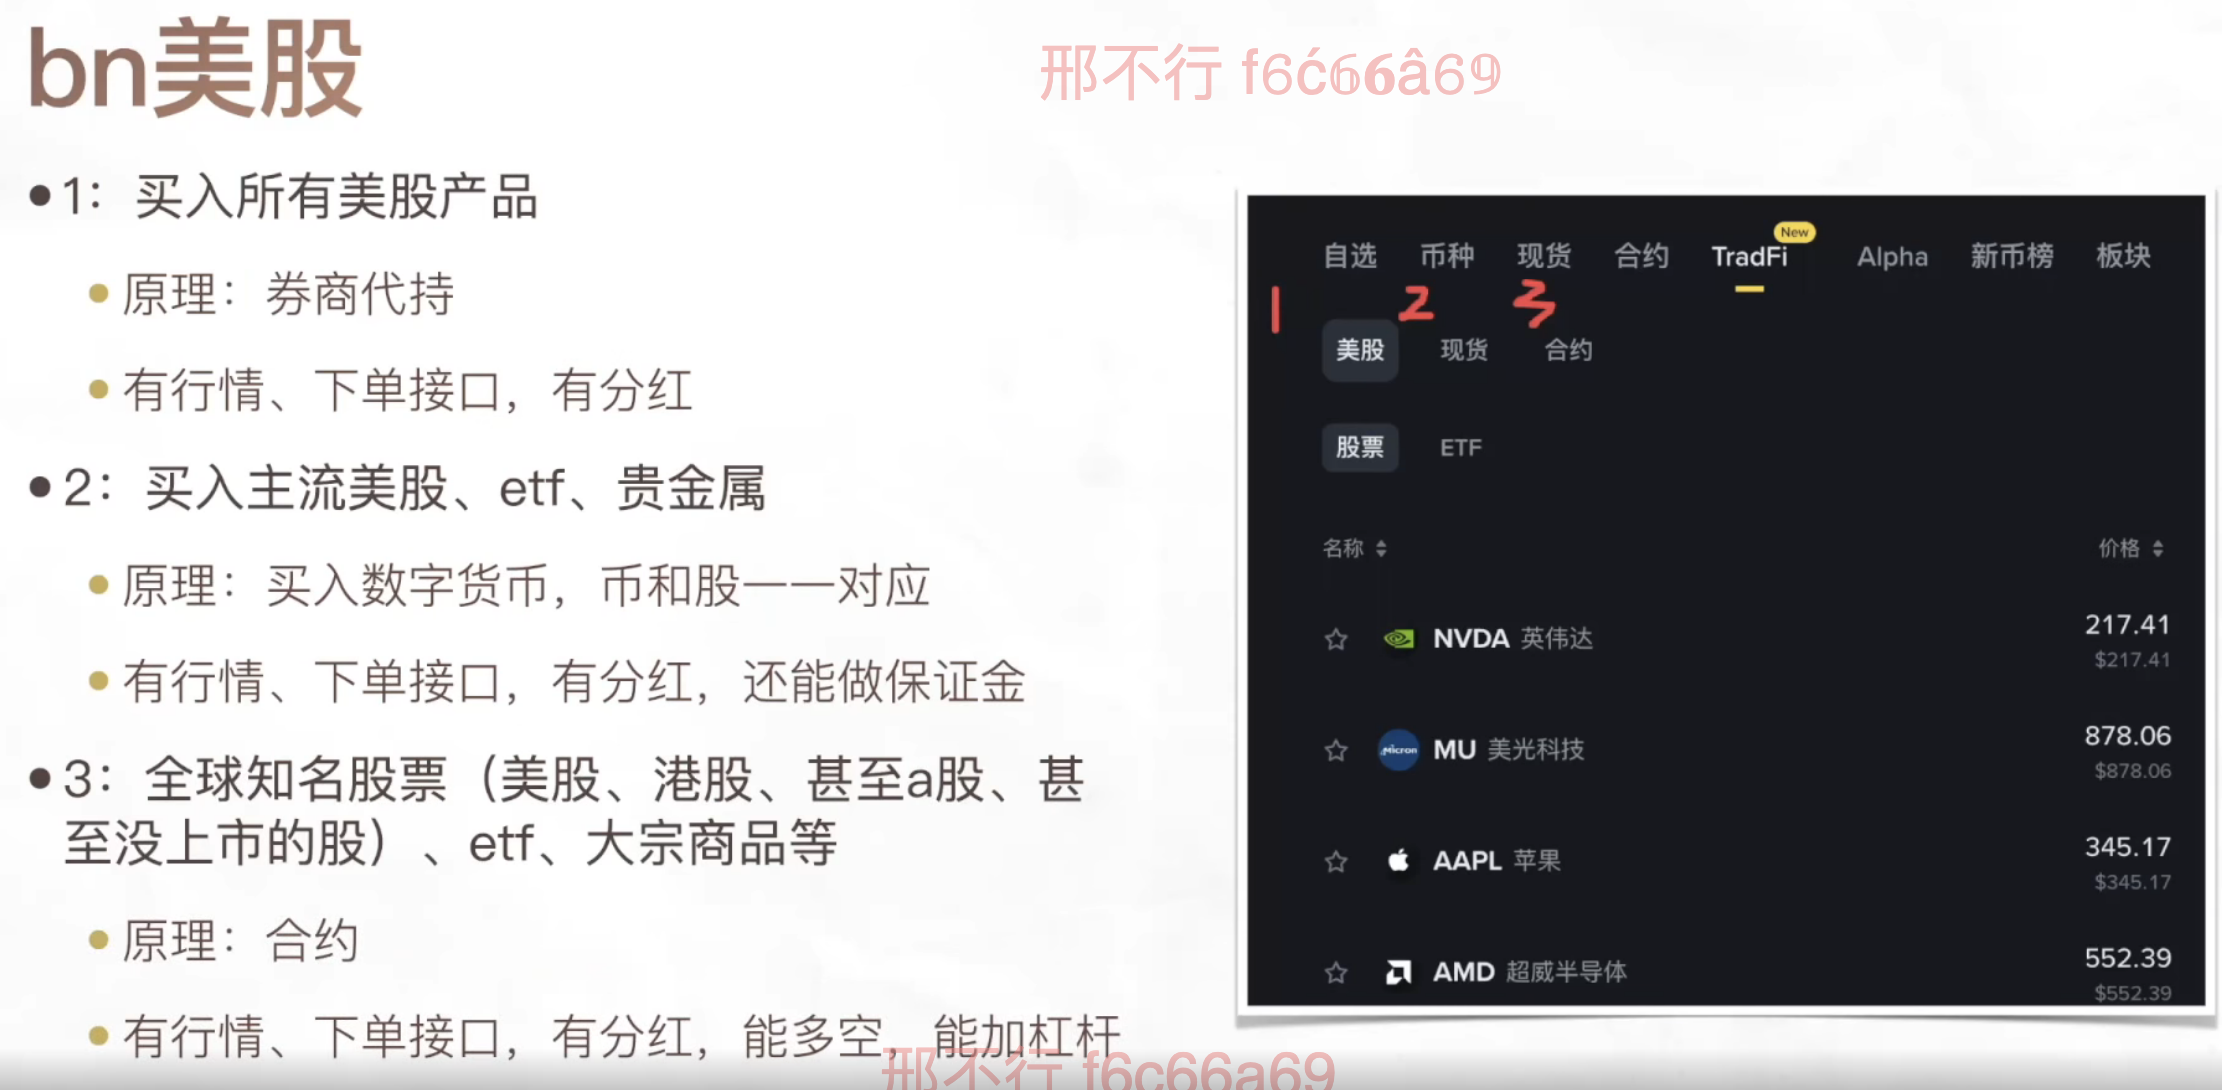 bn美股
邢不行 f6ć66â69
•1：买入所有美股产品
•原理：券商代持
•有行情、下单接口，有分红
•2：买入主流美股、etf、贵金属
•原理：买入数字货币，币和股一一对应
•有行情、下单接口，有分红，还能做保证金
•3：全球知名股票（美股、港股、甚至a股、甚
至没上市的股）、etf、大宗商品等
•原理：合约
•有行情、下单接口，有分红，能多空，能加杠杆
邢不行 f6c66a69
New
自选 币种 现货 合约 TradFi Alpha 新币榜 板块
1 2 3
美股 现货 合约
股票 ETF
名称 价格
NVDA 英伟达 217.41
$217.41
Micron MU 美光科技 878.06
$878.06
AAPL 苹果 345.17
$345.17
AMD 超威半导体 552.39
$552.39